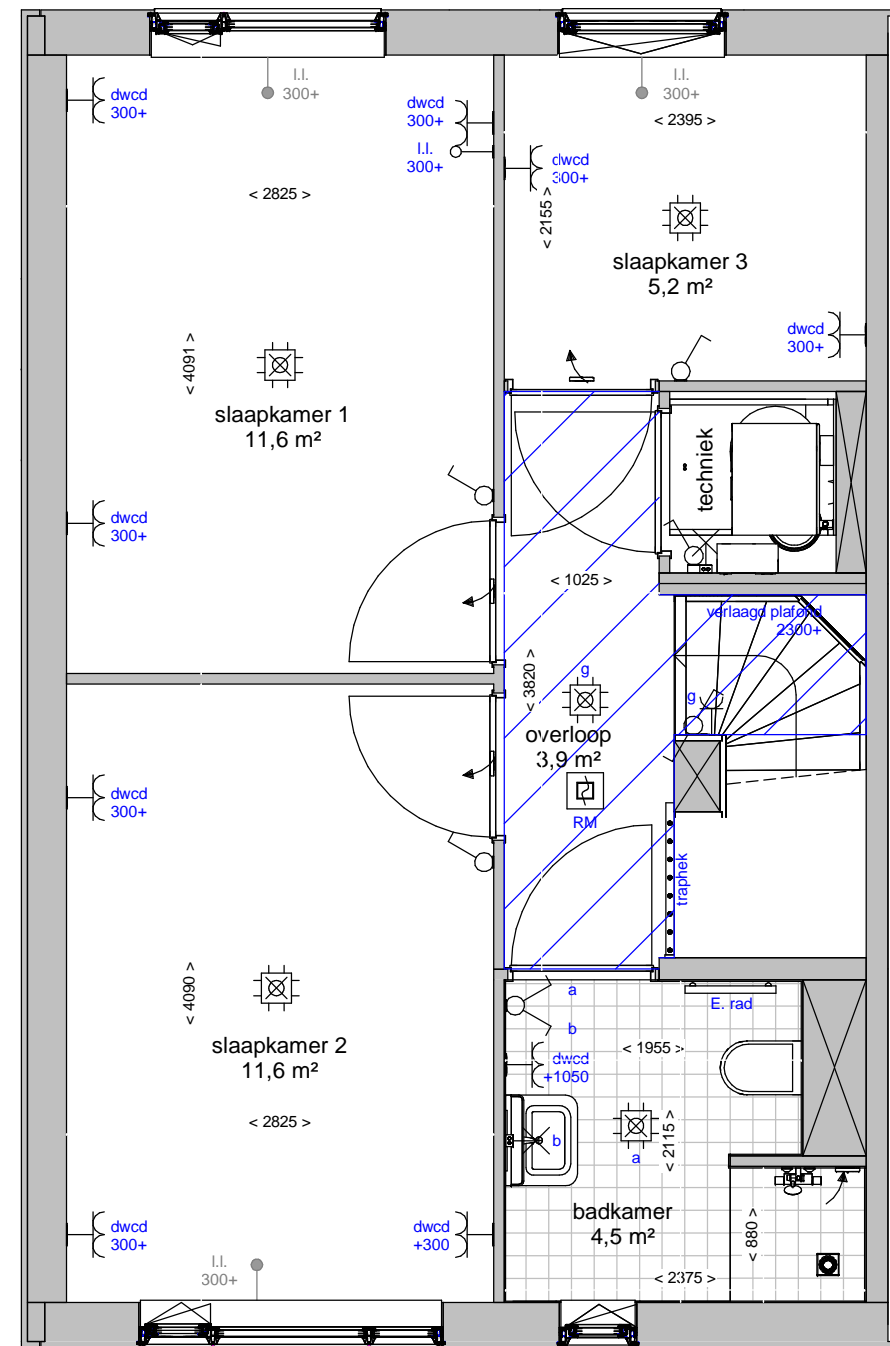 l.l.
300+
l.l.
300+
dwcd
300+
dwcd
300+
l.l.
300+
< 2395 >
dwcd
300+
< 2825 >
< 2155 >
slaapkamer 3
5,2 m²
dwcd
300+
< 4091 >
slaapkamer 1
11,6 m²
techniek
dwcd
300+
< 1025 >
verlaagd plafond
2300+
< 3820 >
g
g
overloop
3,9 m²
RM
dwcd
300+
traphek
< 4090 >
slaapkamer 2
11,6 m²
< 2825 >
a
b
E. rad
dwcd
+1050
< 1955 >
b
a
< 2115 >
badkamer
4,5 m²
< 880 >
< 2375 >
dwcd
300+
dwcd
+300
l.l.
300+